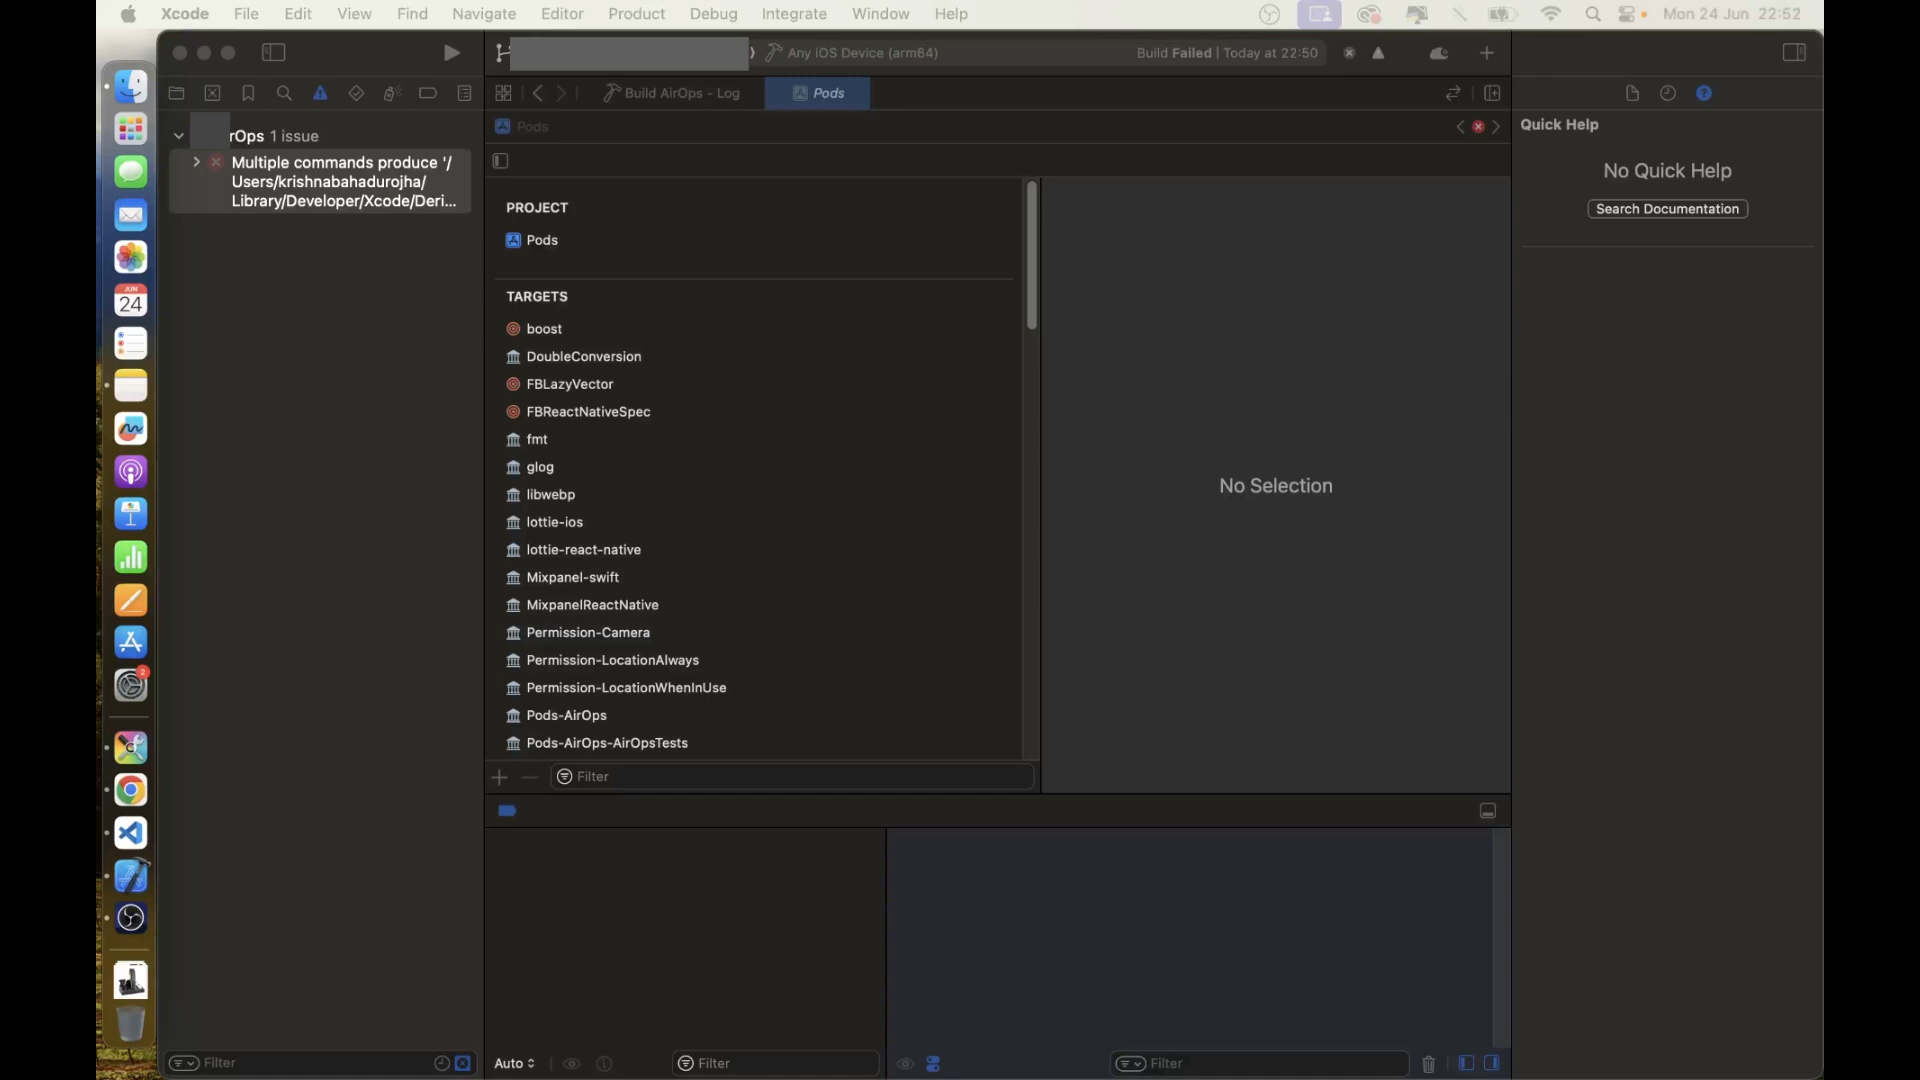 Xcode File Edit View Find Navigate Editor Product Debug Integrate Window Help Mon 24 Jun 22:52
Any iOS Device (arm64) Build Failed | Today at 22:50
Build AirOps - Log Pods
Pods
rOps 1 issue
Multiple commands produce '/
Users/krishnabahadurojha/
Library/Developer/Xcode/Deri...
PROJECT
Pods
TARGETS
boost
DoubleConversion
FBLazyVector
FBReactNativeSpec
fmt
glog
libwebp
lottie-ios
lottie-react-native
Mixpanel-swift
MixpanelReactNative
Permission-Camera
Permission-LocationAlways
Permission-LocationWhenInUse
Pods-AirOps
Pods-AirOps-AirOpsTests
Filter
No Selection
Quick Help
No Quick Help
Search Documentation
JUN
24
2
Filter
Auto
Filter
Filter